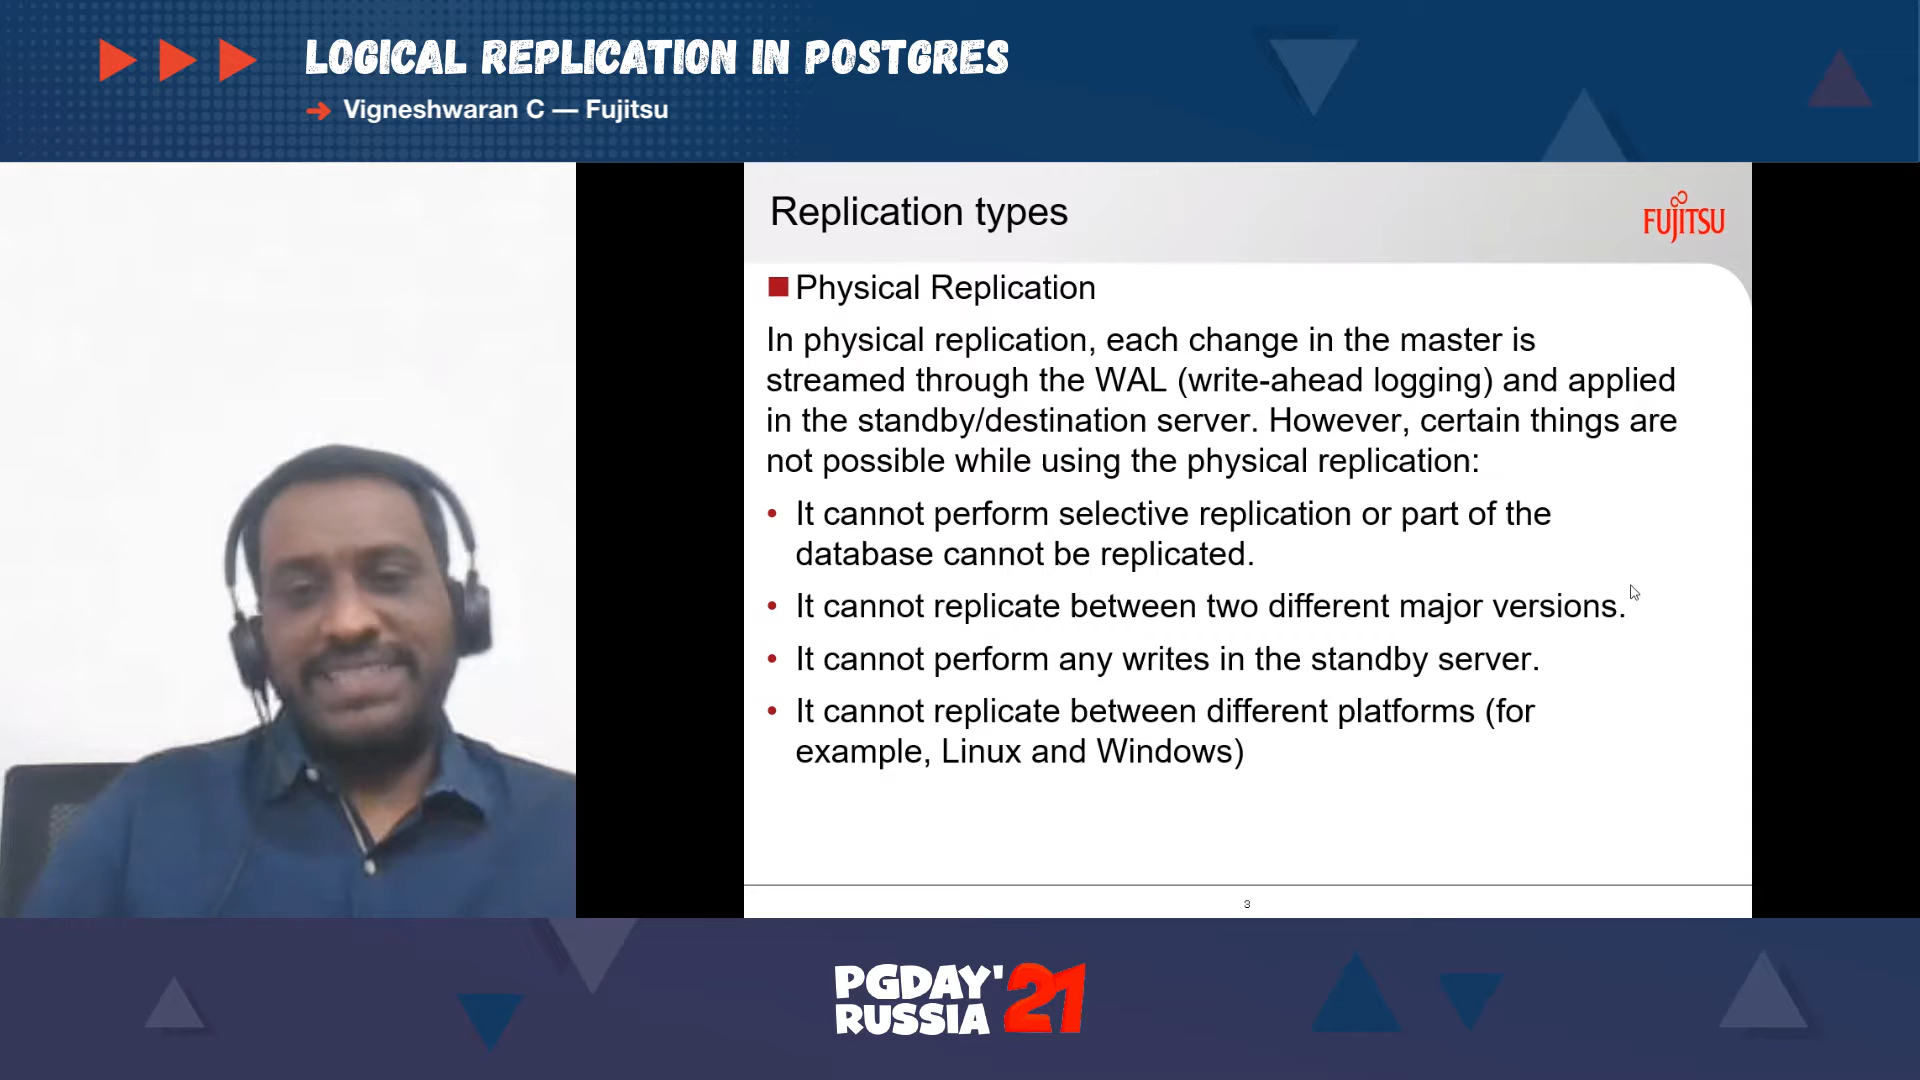 LOGICAL REPLICATION IN POSTGRES
Vigneshwaran C — Fujitsu
Replication types
FUJITSU
Physical Replication
In physical replication, each change in the master is
streamed through the WAL (write-ahead logging) and applied
in the standby/destination server. However, certain things are
not possible while using the physical replication:
• It cannot perform selective replication or part of the
database cannot be replicated.
• It cannot replicate between two different major versions.
• It cannot perform any writes in the standby server.
• It cannot replicate between different platforms (for
example, Linux and Windows)
3
PGDAY'21
RUSSIA